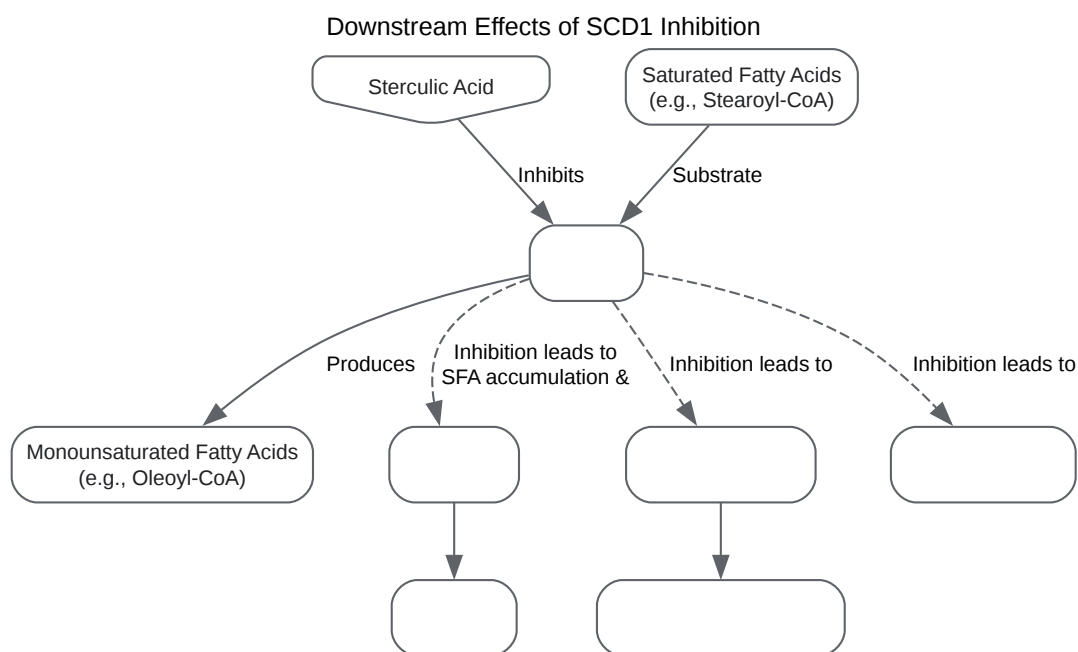 Downstream Effects of SCD1 Inhibition
Sterculic Acid
Saturated Fatty Acids
(e.g., Stearoyl-CoA)
Inhibits
Substrate
Produces
Inhibition leads to
SFA accumulation &
Inhibition leads to
Inhibition leads to
Monounsaturated Fatty Acids
(e.g., Oleoyl-CoA)